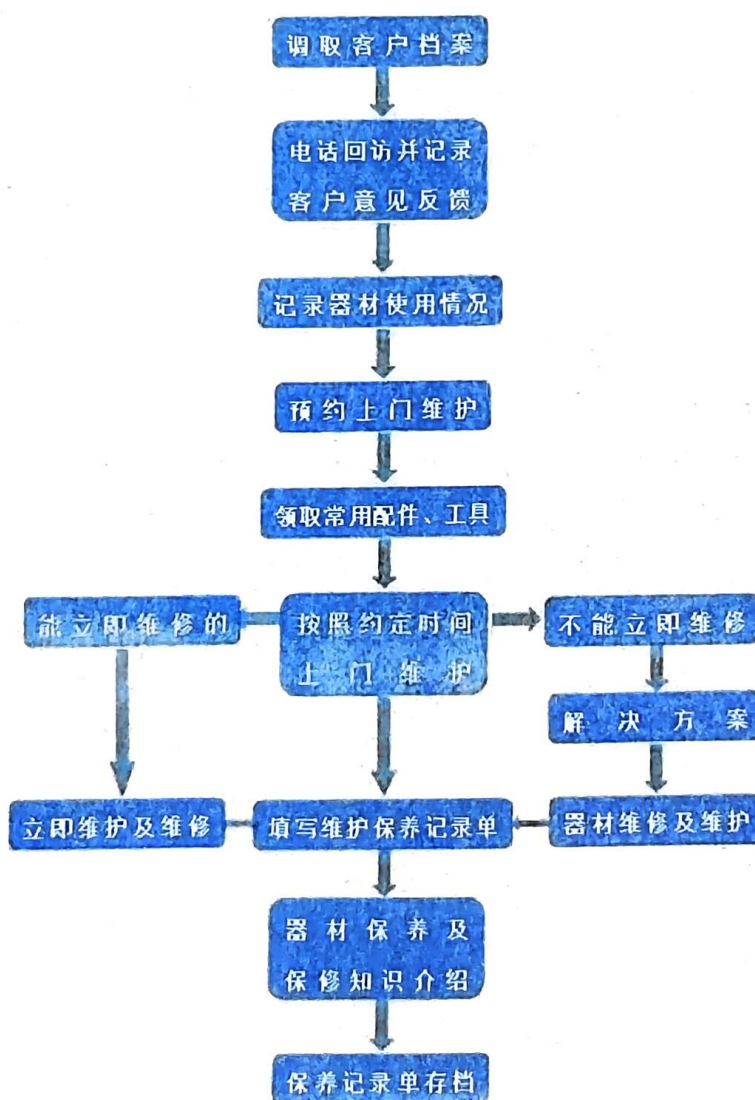 调取客户档案
电话回访并记录
客户意见反馈
记录器材使用情况
预约上门维护
领取常用配件、工具
能立即维修的
按照约定时间
上门维护
不能立即维修
解决方案
立即维护及维修
填写维护保养记录单
器材维修及维护
器材保养及
保修知识介绍
保养记录单存档